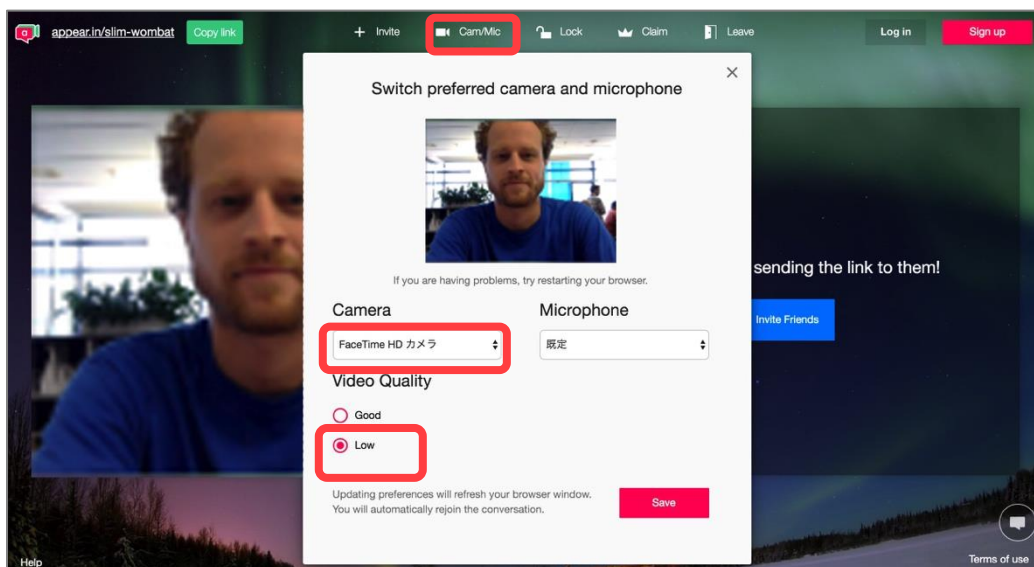 appear.in/slim-wombat Copy link + Invite Cam/Mic Lock Claim Leave Log in Sign up
Switch preferred camera and microphone
If you are having problems, try restarting your browser.
sending the link to them!
Camera Microphone
Invite Friends
FaceTime HD カメラ 既定
Video Quality
Good
Low
Updating preferences will refresh your browser window.
You will automatically rejoin the conversation.
Save
Help Terms of use